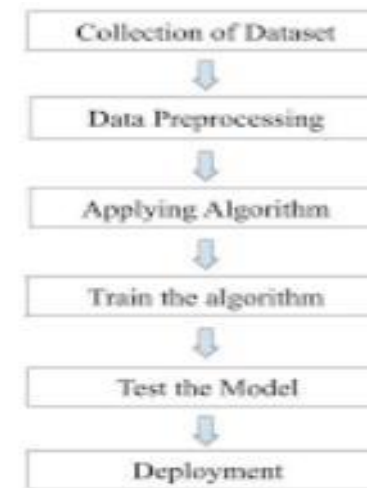 Collection of Dataset
Data Preprocessing
Applying Algorithm
Train the algorithm
Test the Model
Deployment